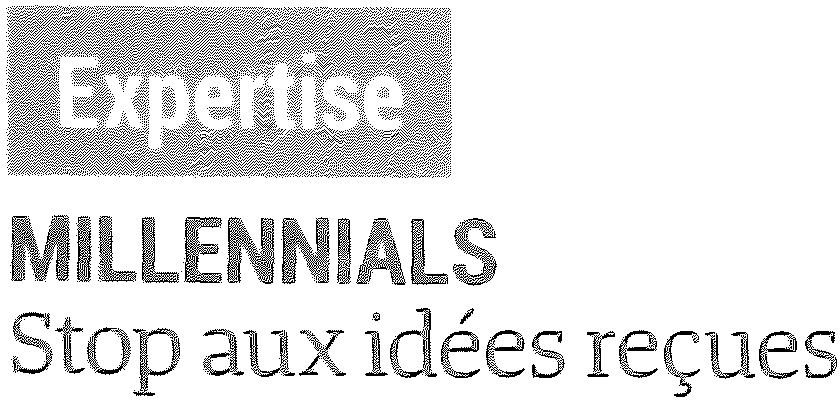 Expertise
MILLENNIALS
Stop aux idées reçues